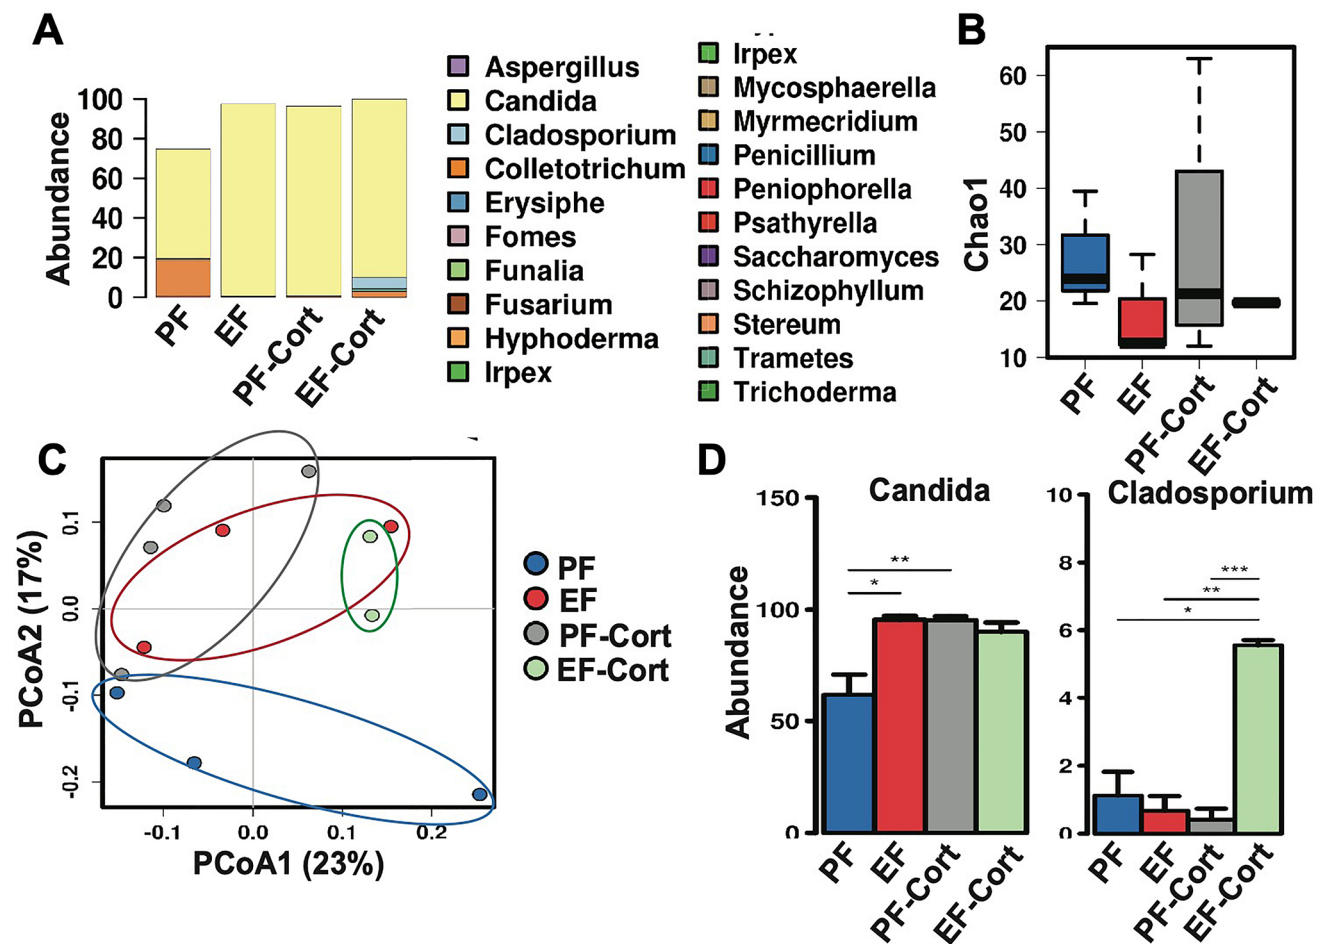 A
Abundance
100
80
60
40
20
0
PF
EF
PF-Cort
EF-Cort
Aspergillus
Candida
Cladosporium
Colletotrichum
Erysiphe
Fomes
Funalia
Fusarium
Hyphoderma
Irpex
Irpex
Mycosphaerella
Myrmecridium
Penicillium
Peniophorella
Psathyrella
Saccharomyces
Schizophyllum
Stereum
Trametes
Trichoderma
B
Chao1
60
50
40
30
20
10
PF
EF
PF-Cort
EF-Cort
C
PCoA2 (17%)
0.1
0.0
-0.1
-0.2
-0.1
0.0
0.1
0.2
PCoA1 (23%)
PF
EF
PF-Cort
EF-Cort
D
Candida
Abundance
150
100
50
0
**
*
PF
EF
PF-Cort
EF-Cort
Cladosporium
10
8
6
4
2
0
***
**
*
PF
EF
PF-Cort
EF-Cort